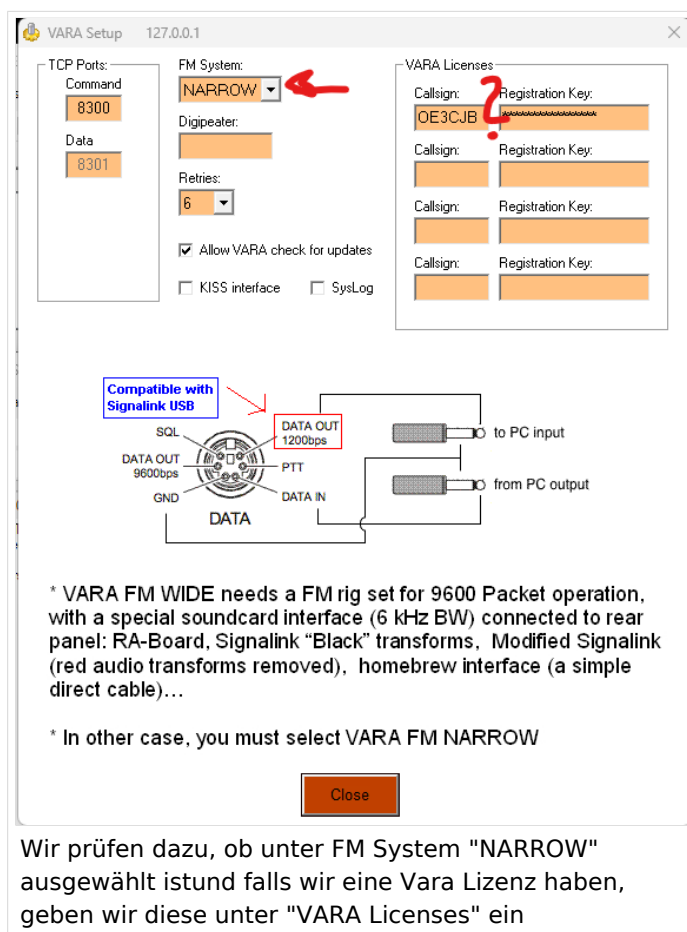 VARA Setup 127.0.0.1
TCP Ports:
Command
8300
Data
8301
FM System:
NARROW
Digipeater:
Retries:
6
Allow VARA check for updates
KISS interface
SysLog
VARA Licenses
Callsign: Registration Key:
OE3CJB ******************
Callsign: Registration Key:
Callsign: Registration Key:
Callsign: Registration Key:
?
Compatible with
Signalink USB
SQL
DATA OUT
1200bps
DATA OUT
9600bps
PTT
GND
DATA IN
DATA
to PC input
from PC output
* VARA FM WIDE needs a FM rig set for 9600 Packet operation,
with a special soundcard interface (6 kHz BW) connected to rear
panel: RA-Board, Signalink “Black” transforms, Modified Signalink
(red audio transforms removed), homebrew interface (a simple
direct cable)...
* In other case, you must select VARA FM NARROW
Close
Wir prüfen dazu, ob unter FM System "NARROW"
ausgewählt istund falls wir eine Vara Lizenz haben,
geben wir diese unter "VARA Licenses" ein